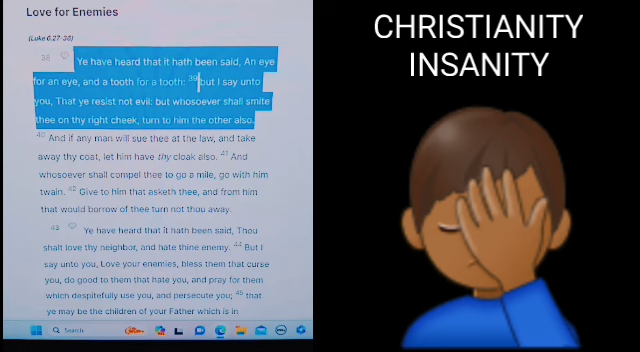 Love for Enemies
(Luke 6:27-36)
38 Ye have heard that it hath been said, An eye
for an eye, and a tooth for a tooth: 39 but I say unto
you, That ye resist not evil: but whosoever shall smite
thee on thy right cheek, turn to him the other also.
40 And if any man will sue thee at the law, and take
away thy coat, let him have thy cloak also. 41 And
whosoever shall compel thee to go a mile, go with him
twain. 42 Give to him that asketh thee, and from him
that would borrow of thee turn not thou away.
43 Ye have heard that it hath been said, Thou
shalt love thy neighbor, and hate thine enemy. 44 But I
say unto you, Love your enemies, bless them that curse
you, do good to them that hate you, and pray for them
which despitefully use you, and persecute you; 45 that
ye may be the children of your Father which is in
Search
CHRISTIANITY
INSANITY